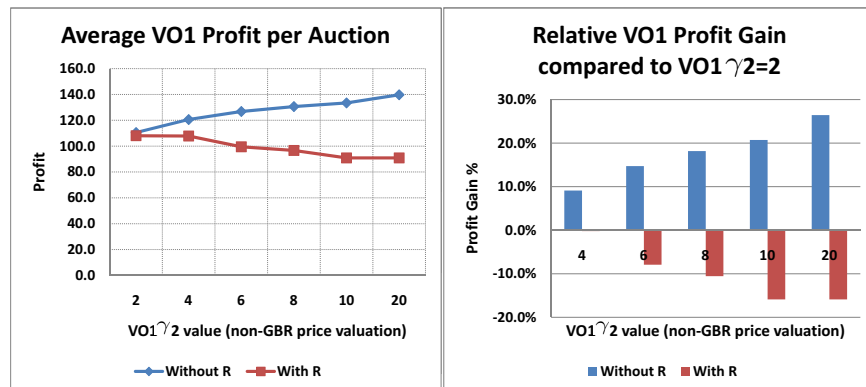 Average VO1 Profit per Auction
160.0
140.0
120.0
100.0
80.0
60.0
40.0
20.0
0.0
Profit
2 4 6 8 10 20
VO1γ2 value (non-GBR price valuation)
Without R With R
Relative VO1 Profit Gain
compared to VO1γ2=2
30.0%
20.0%
10.0%
0.0%
-10.0%
-20.0%
Profit Gain %
4 6 8 10 20
VO1γ2 value (non-GBR price valuation)
Without R With R